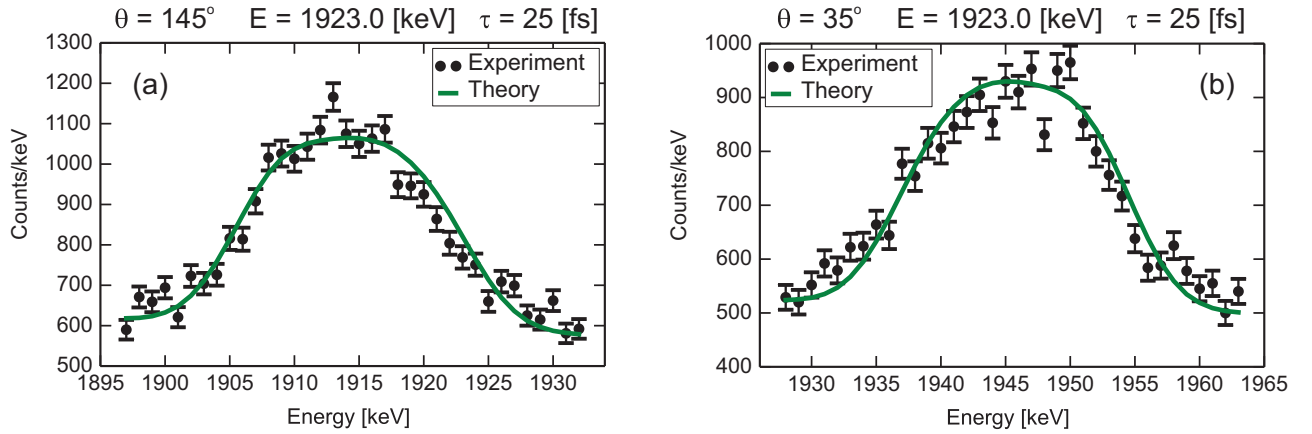 θ = 145° E = 1923.0 [keV] τ = 25 [fs]
1300
1200
1100
1000
900
800
700
600
500
Counts/keV
(a)
Experiment
Theory
1895 1900 1905 1910 1915 1920 1925 1930
Energy [keV]
θ = 35° E = 1923.0 [keV] τ = 25 [fs]
1000
900
800
700
600
500
400
Counts/keV
Experiment
Theory
(b)
1930 1935 1940 1945 1950 1955 1960 1965
Energy [keV]